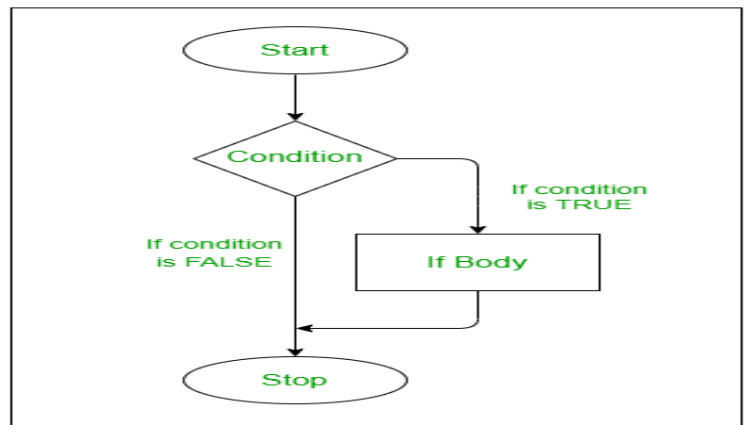 Start
Condition
If condition
is TRUE
If condition
is FALSE
If Body
Stop